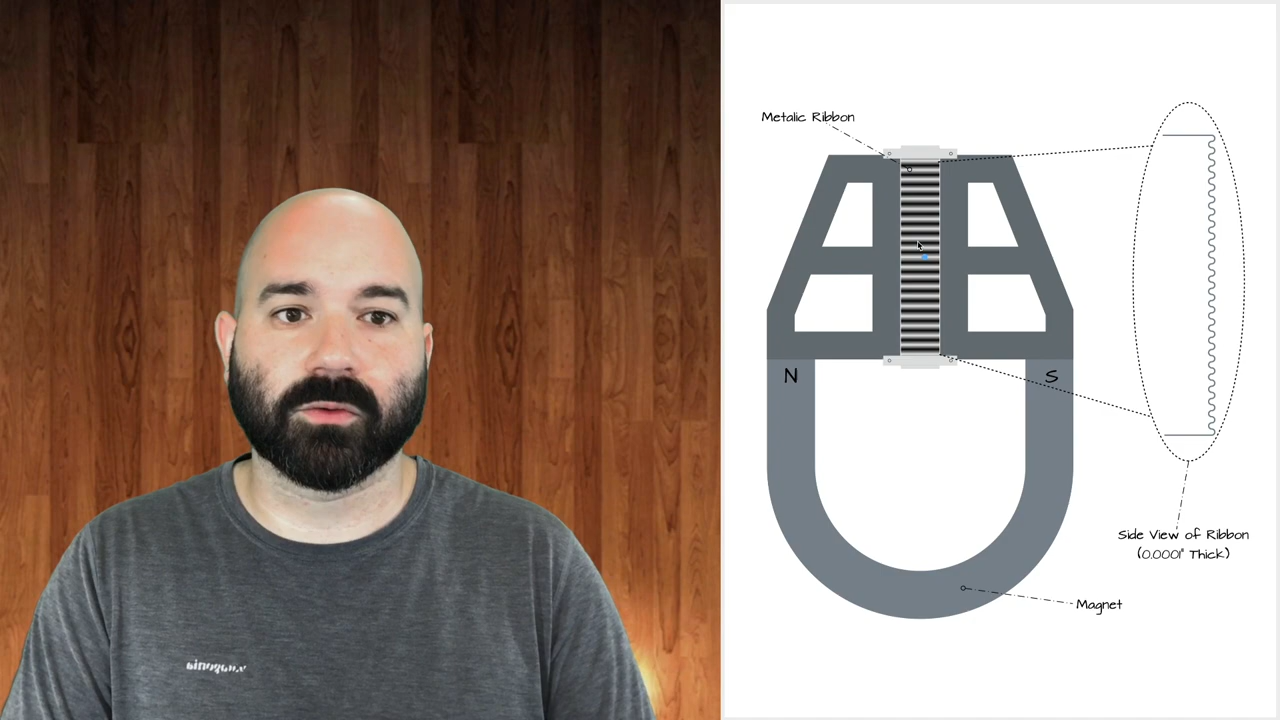 Metalic Ribbon
N
S
Side View of Ribbon
(0.0001" Thick)
Magnet